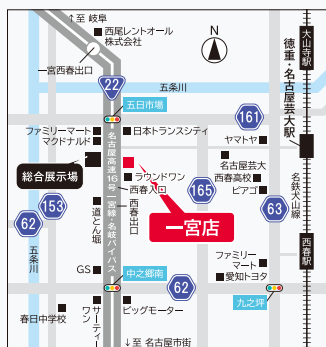 ↑至 岐阜
西尾レントオール
株式会社
一宮西春出口
N
大山寺駅
徳重・名古屋芸大駅
五条川
22
五日市場
161
ファミリーマート
マクドナルド
日本トランスシティ
ヤマトヤ
総合展示場
名古屋高速16号一宮線・名岐バイパス
ラウンドワン
西春入口
西春出口
名古屋芸大
西春高校
ピアゴ
名鉄犬山線
165
153
63
62
一宮店
道とん堀
五条川
西春駅
GS
中之郷南
62
ファミリー
マート
愛知トヨタ
九之坪
春日中学校
サーティー
ワン
ビッグモーター
↓至 名古屋市街